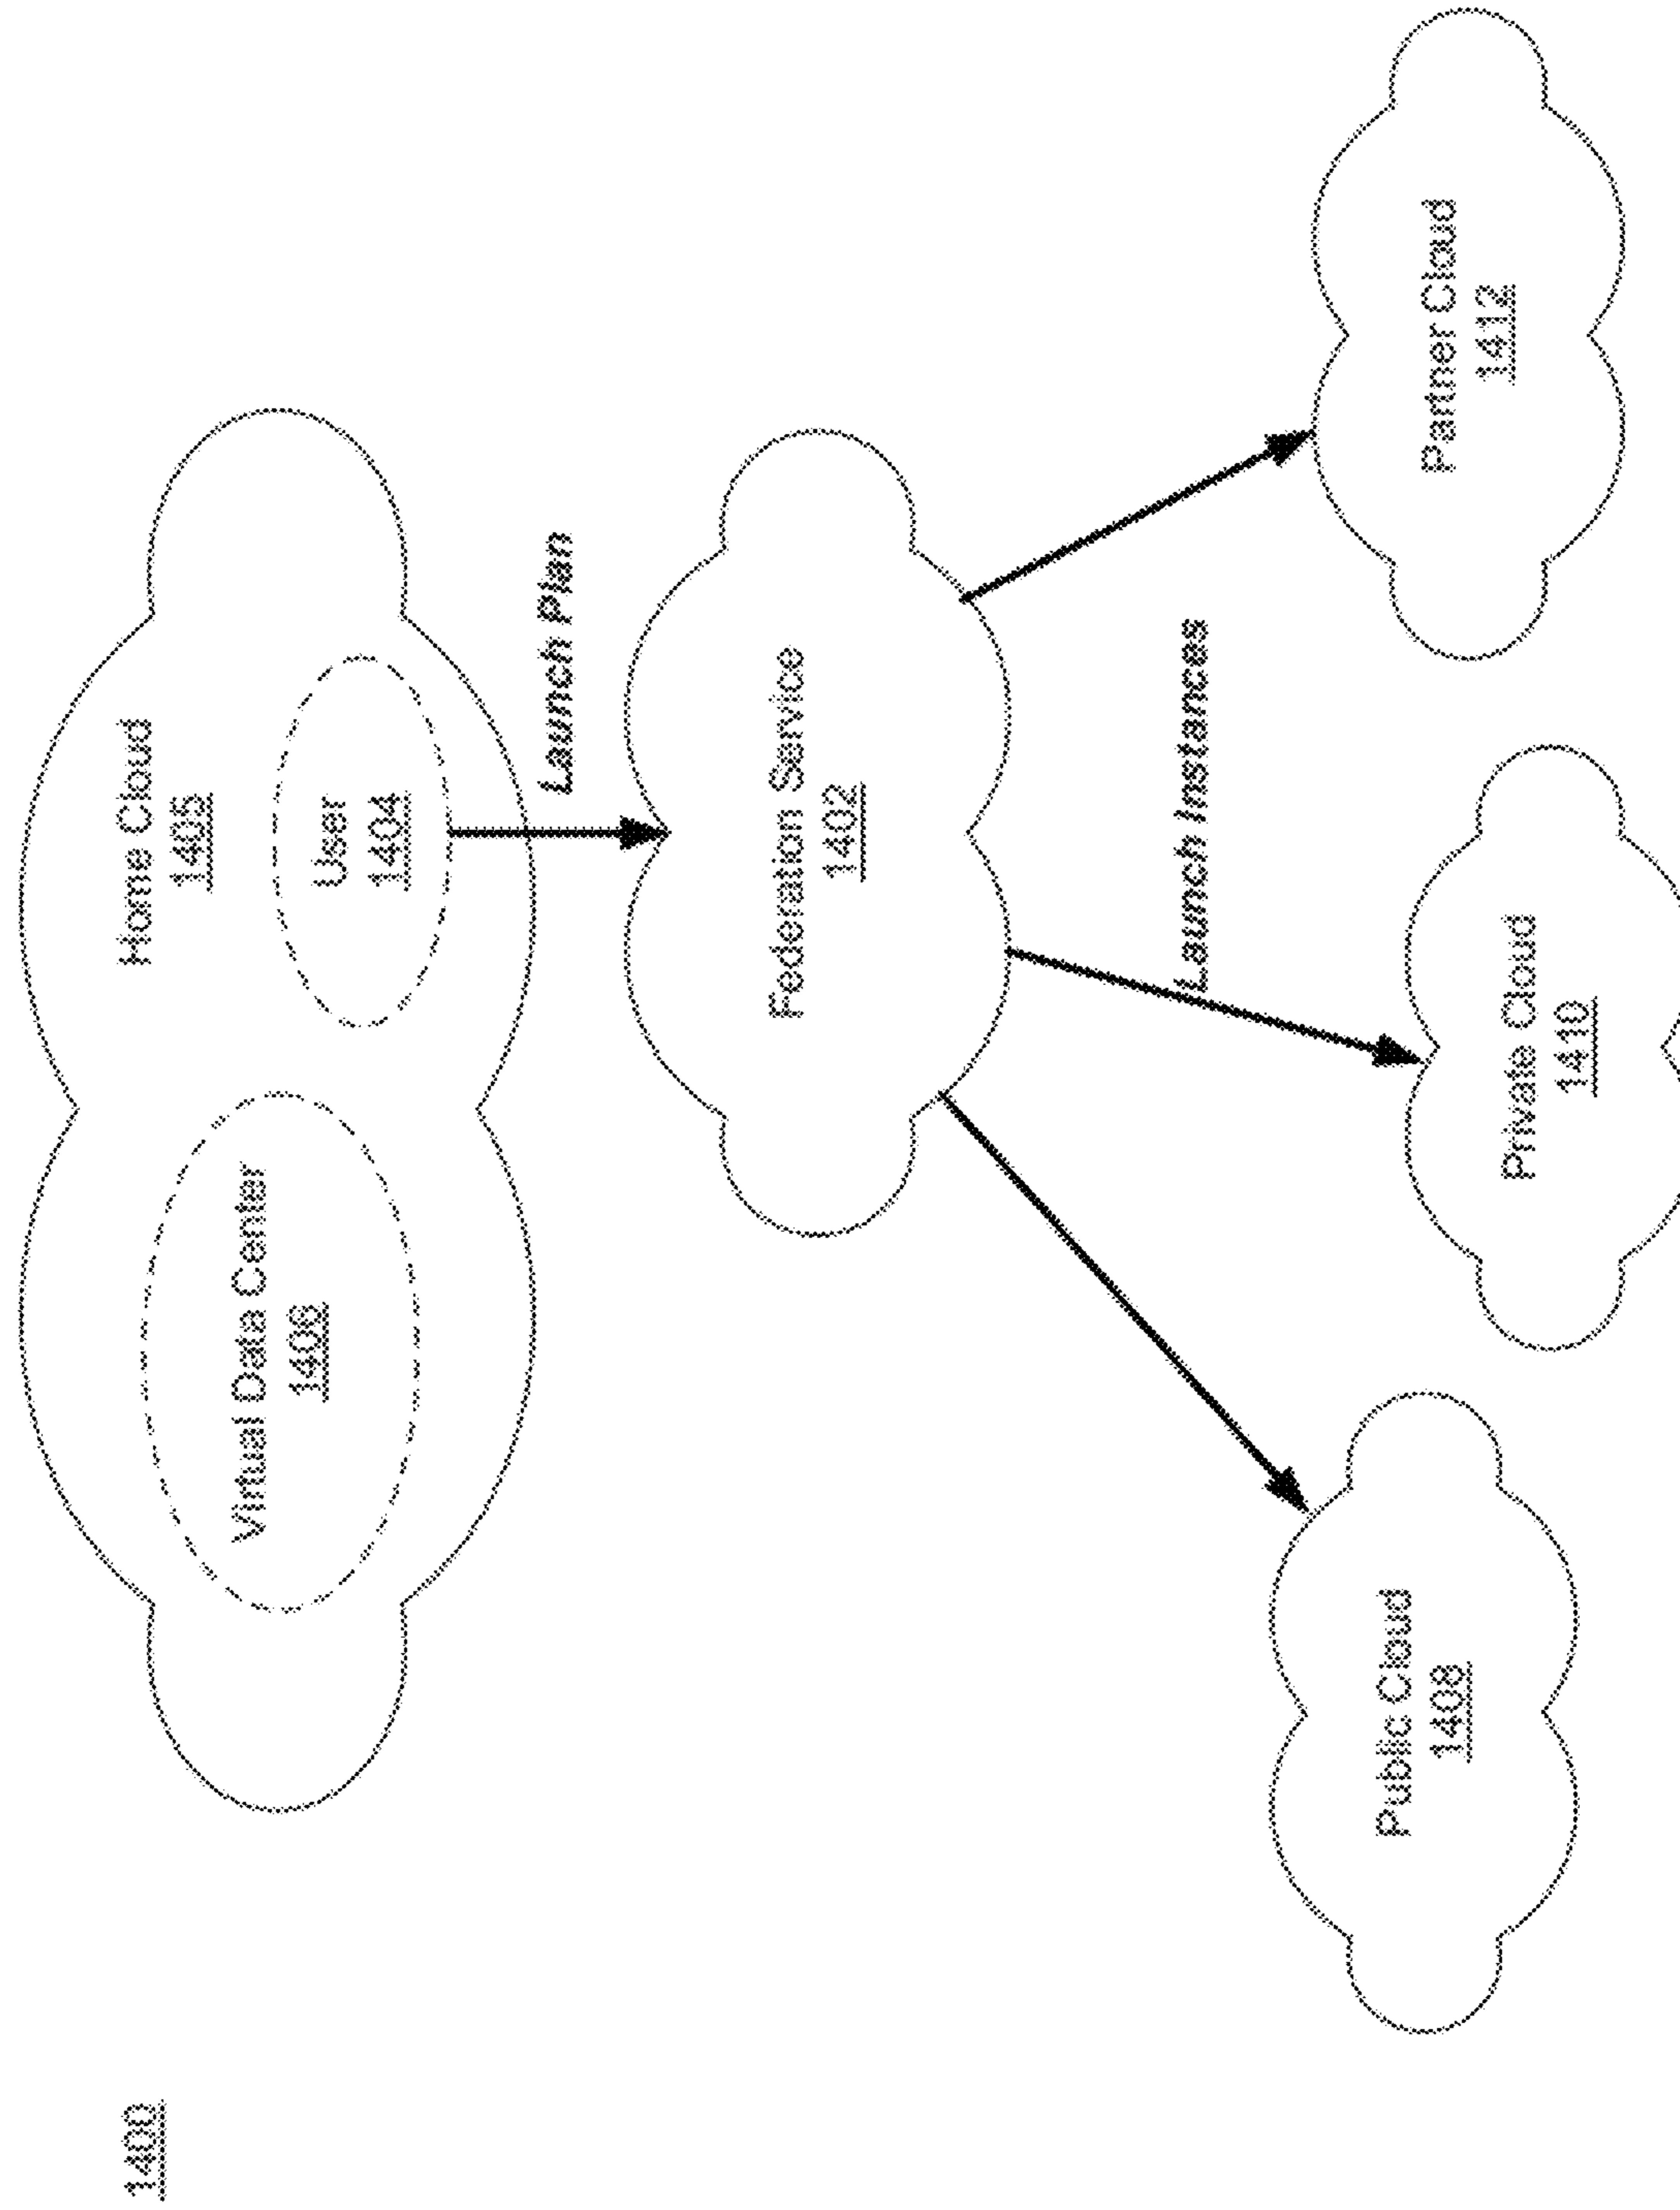 1400
Home Cloud
1405
Virtual Data Center
1406
User
1404
Launch Plan
Federation Service
1402
Launch Instances
Public Cloud
1408
Private Cloud
1410
Partner Cloud
1412